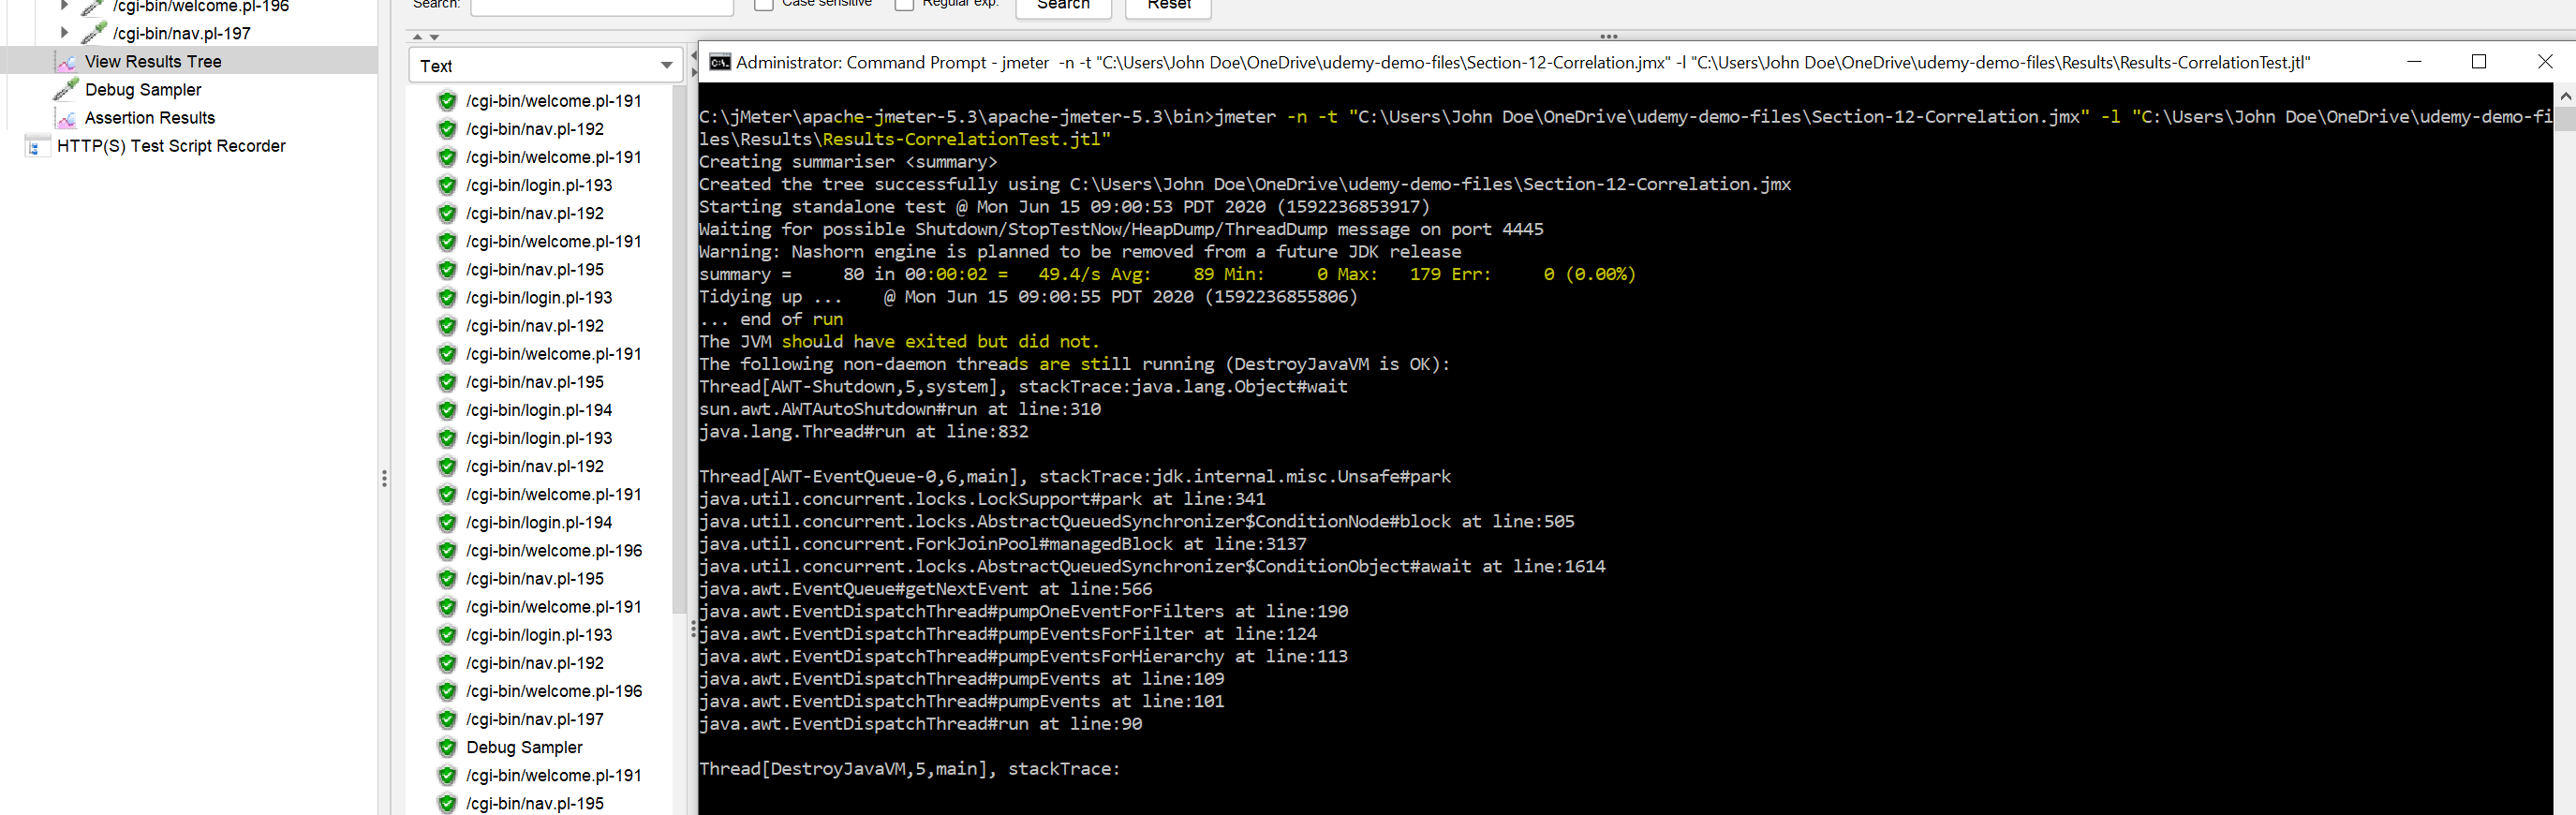 /cgi-bin/welcome.pl-196
/cgi-bin/nav.pl-197
View Results Tree
Debug Sampler
Assertion Results
HTTP(S) Test Script Recorder
Search:
Case sensitive
Regular exp.
Search
Reset
Text
/cgi-bin/welcome.pl-191
/cgi-bin/nav.pl-192
/cgi-bin/welcome.pl-191
/cgi-bin/login.pl-193
/cgi-bin/nav.pl-192
/cgi-bin/welcome.pl-191
/cgi-bin/nav.pl-195
/cgi-bin/login.pl-193
/cgi-bin/nav.pl-192
/cgi-bin/welcome.pl-191
/cgi-bin/nav.pl-195
/cgi-bin/login.pl-194
/cgi-bin/login.pl-193
/cgi-bin/nav.pl-192
/cgi-bin/welcome.pl-191
/cgi-bin/login.pl-194
/cgi-bin/welcome.pl-196
/cgi-bin/nav.pl-195
/cgi-bin/welcome.pl-191
/cgi-bin/login.pl-193
/cgi-bin/nav.pl-192
/cgi-bin/welcome.pl-196
/cgi-bin/nav.pl-197
Debug Sampler
/cgi-bin/welcome.pl-191
/cgi-bin/nav.pl-195
Administrator: Command Prompt - jmeter -n -t "C:\Users\John Doe\OneDrive\udemy-demo-files\Section-12-Correlation.jmx" -l "C:\Users\John Doe\OneDrive\udemy-demo-files\Results\Results-CorrelationTest.jtl"
C:\jMeter\apache-jmeter-5.3\apache-jmeter-5.3\bin>jmeter -n -t "C:\Users\John Doe\OneDrive\udemy-demo-files\Section-12-Correlation.jmx" -l "C:\Users\John Doe\OneDrive\udemy-demo-fi
les\Results\Results-CorrelationTest.jtl"
Creating summariser <summary>
Created the tree successfully using C:\Users\John Doe\OneDrive\udemy-demo-files\Section-12-Correlation.jmx
Starting standalone test @ Mon Jun 15 09:00:53 PDT 2020 (1592236853917)
Waiting for possible Shutdown/StopTestNow/HeapDump/ThreadDump message on port 4445
Warning: Nashorn engine is planned to be removed from a future JDK release
summary =     80 in 00:00:02 =   49.4/s Avg:    89 Min:     0 Max:   179 Err:     0 (0.00%)
Tidying up ...    @ Mon Jun 15 09:00:55 PDT 2020 (1592236855806)
... end of run
The JVM should have exited but did not.
The following non-daemon threads are still running (DestroyJavaVM is OK):
Thread[AWT-Shutdown,5,system], stackTrace:java.lang.Object#wait
sun.awt.AWTAutoShutdown#run at line:310
java.lang.Thread#run at line:832
Thread[AWT-EventQueue-0,6,main], stackTrace:jdk.internal.misc.Unsafe#park
java.util.concurrent.locks.LockSupport#park at line:341
java.util.concurrent.locks.AbstractQueuedSynchronizer$ConditionNode#block at line:505
java.util.concurrent.ForkJoinPool#managedBlock at line:3137
java.util.concurrent.locks.AbstractQueuedSynchronizer$ConditionObject#await at line:1614
java.awt.EventQueue#getNextEvent at line:566
java.awt.EventDispatchThread#pumpOneEventForFilters at line:190
java.awt.EventDispatchThread#pumpEventsForFilter at line:124
java.awt.EventDispatchThread#pumpEventsForHierarchy at line:113
java.awt.EventDispatchThread#pumpEvents at line:109
java.awt.EventDispatchThread#pumpEvents at line:101
java.awt.EventDispatchThread#run at line:90
Thread[DestroyJavaVM,5,main], stackTrace: